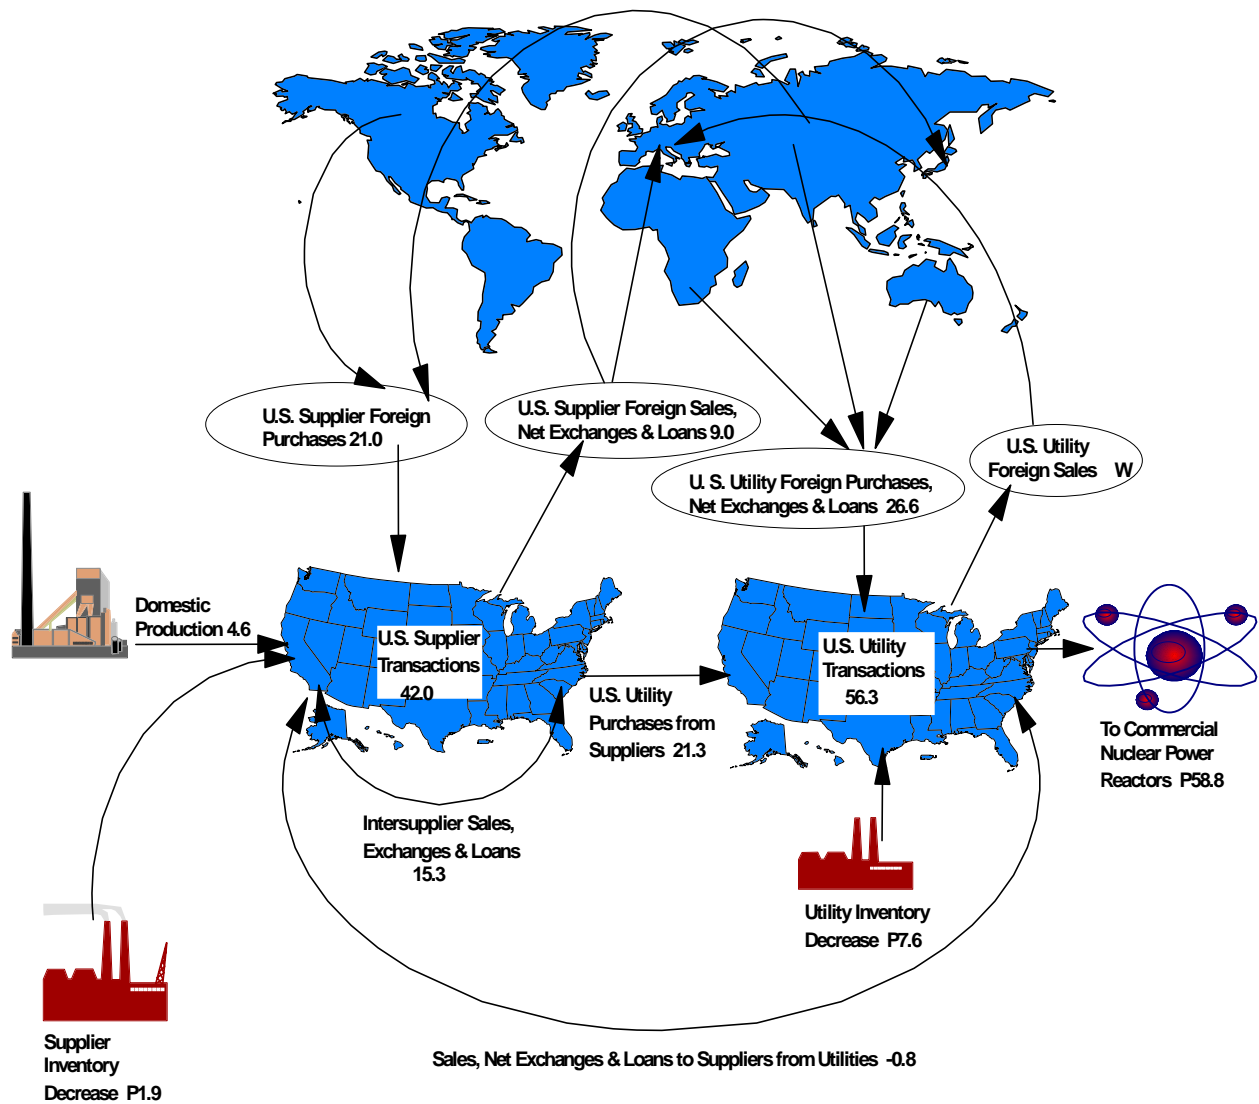 U.S. Supplier Foreign
Purchases 21.0
U.S. Supplier Foreign Sales,
Net Exchanges & Loans 9.0
U. S. Utility Foreign Purchases,
Net Exchanges & Loans 26.6
U.S. Utility
Foreign Sales W
Domestic
Production 4.6
U.S. Supplier
Transactions
42.0
U.S. Utility
Purchases from
Suppliers 21.3
U.S. Utility
Transactions
56.3
To Commercial
Nuclear Power
Reactors P58.8
Intersupplier Sales,
Exchanges & Loans
15.3
Utility Inventory
Decrease P7.6
Supplier
Inventory
Decrease P1.9
Sales, Net Exchanges & Loans to Suppliers from Utilities -0.8